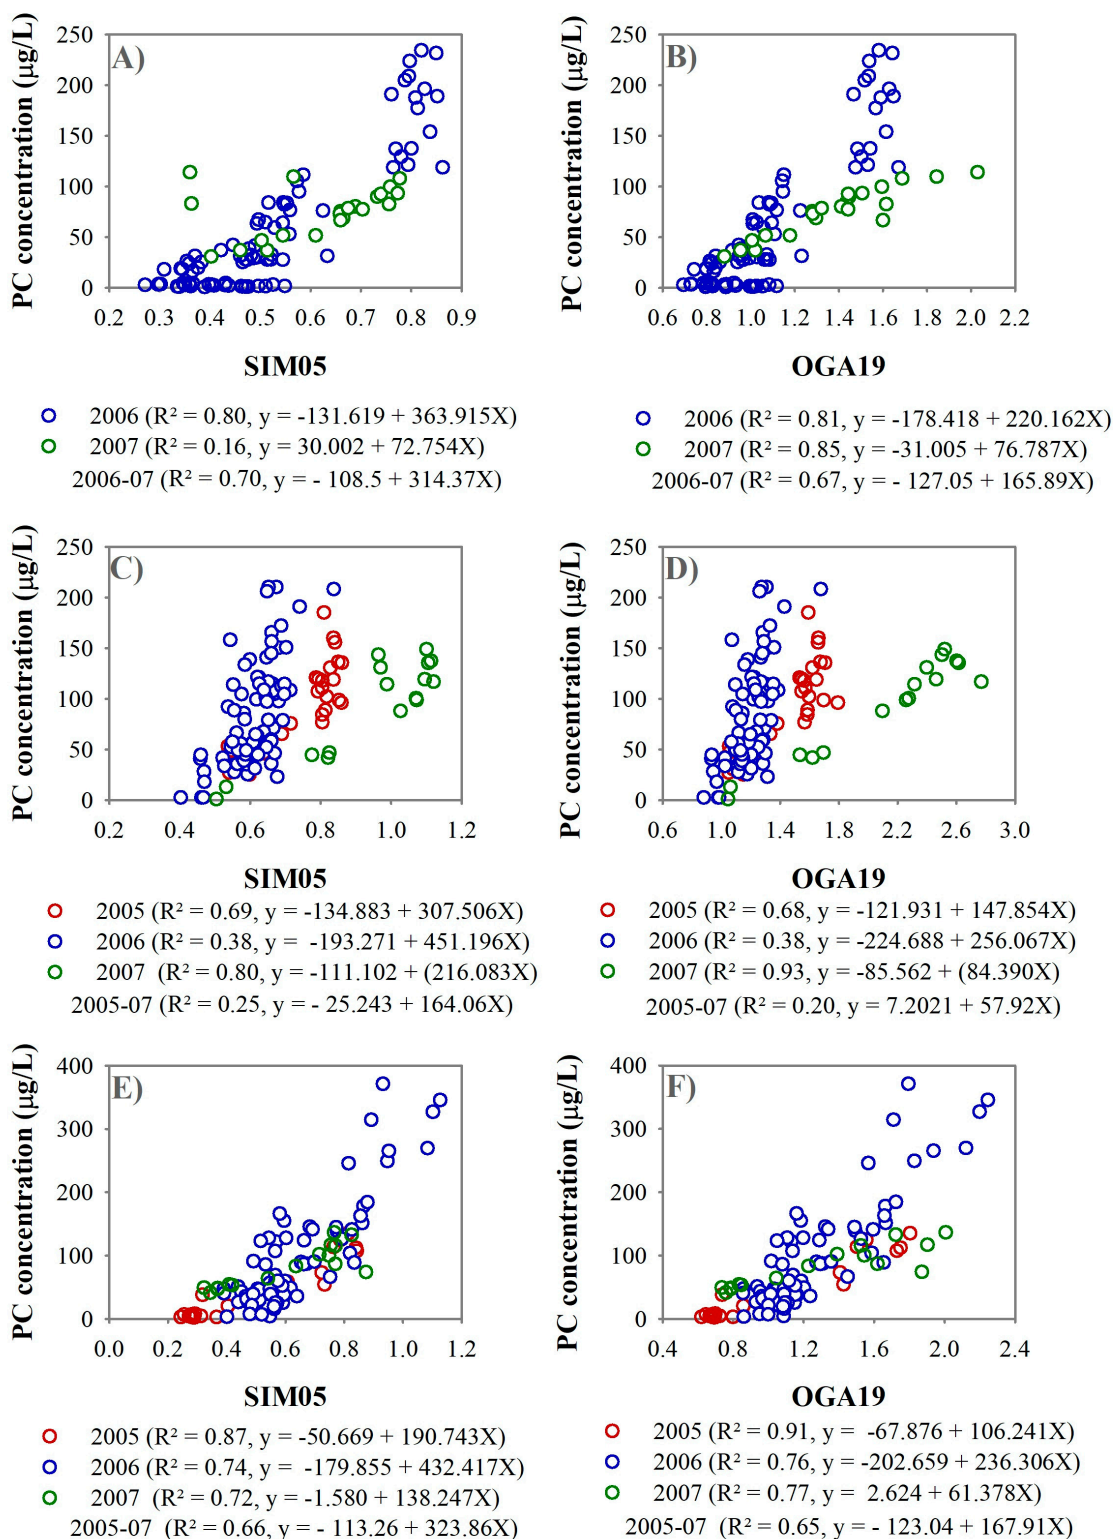 PC concentration (µg/L)
250
200
150
100
50
0
A)
0.2 0.3 0.4 0.5 0.6 0.7 0.8 0.9
SIM05
2006 (R² = 0.80, y = -131.619 + 363.915X)
2007 (R² = 0.16, y = 30.002 + 72.754X)
2006-07 (R² = 0.70, y = - 108.5 + 314.37X)
PC concentration (µg/L)
250
200
150
100
50
0
B)
0.6 0.8 1.0 1.2 1.4 1.6 1.8 2.0 2.2
OGA19
2006 (R² = 0.81, y = -178.418 + 220.162X)
2007 (R² = 0.85, y = -31.005 + 76.787X)
2006-07 (R² = 0.67, y = - 127.05 + 165.89X)
PC concentration (µg/L)
250
200
150
100
50
0
C)
0.2 0.4 0.6 0.8 1.0 1.2
SIM05
2005 (R² = 0.69, y = -134.883 + 307.506X)
2006 (R² = 0.38, y = -193.271 + 451.196X)
2007 (R² = 0.80, y = -111.102 + (216.083X)
2005-07 (R² = 0.25, y = - 25.243 + 164.06X)
PC concentration (µg/L)
250
200
150
100
50
0
D)
0.6 1.0 1.4 1.8 2.2 2.6 3.0
OGA19
2005 (R² = 0.68, y = -121.931 + 147.854X)
2006 (R² = 0.38, y = -224.688 + 256.067X)
2007 (R² = 0.93, y = -85.562 + (84.390X)
2005-07 (R² = 0.20, y = 7.2021 + 57.92X)
PC concentration (µg/L)
400
300
200
100
0
E)
0.0 0.2 0.4 0.6 0.8 1.0 1.2
SIM05
2005 (R² = 0.87, y = -50.669 + 190.743X)
2006 (R² = 0.74, y = -179.855 + 432.417X)
2007 (R² = 0.72, y = -1.580 + 138.247X)
2005-07 (R² = 0.66, y = - 113.26 + 323.86X)
PC concentration (µg/L)
400
300
200
100
0
F)
0.4 0.8 1.2 1.6 2.0 2.4
OGA19
2005 (R² = 0.91, y = -67.876 + 106.241X)
2006 (R² = 0.76, y = -202.659 + 236.306X)
2007 (R² = 0.77, y = 2.624 + 61.378X)
2005-07 (R² = 0.65, y = - 123.04 + 167.91X)